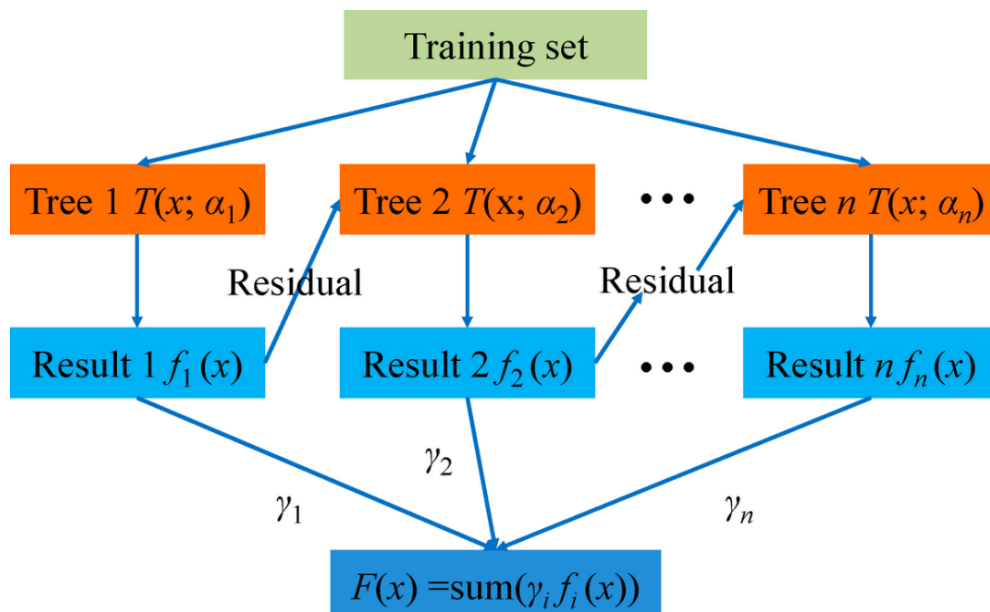 Training set
Tree 1 T(x; α₁)
Tree 2 T(x; α₂)
•••
Tree n T(x; αₙ)
Residual
Residual
Result 1 f₁(x)
Result 2 f₂(x)
•••
Result n fₙ(x)
γ₁
γ₂
γₙ
F(x) =sum(γᵢ fᵢ(x))